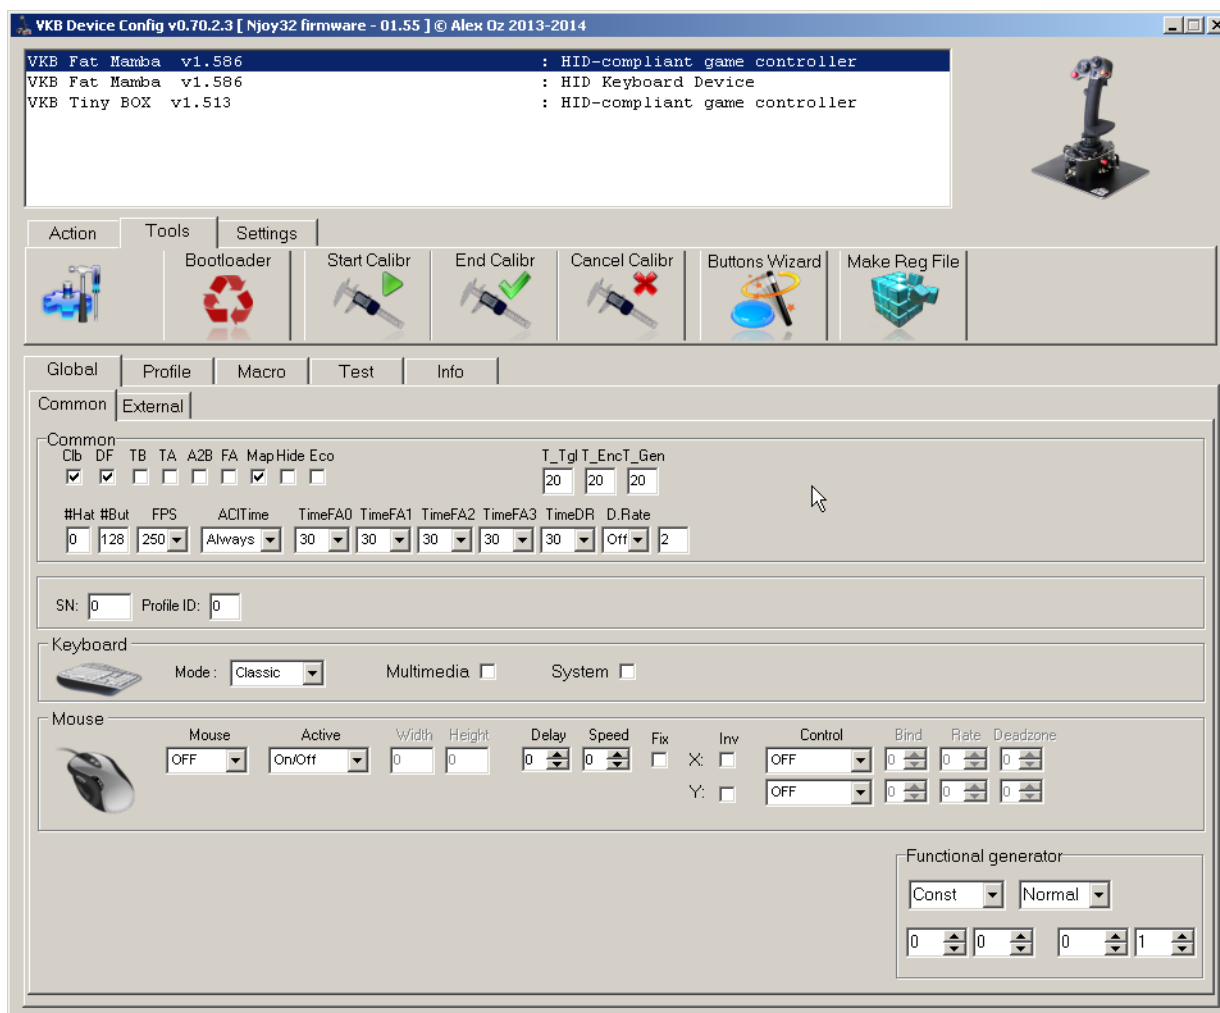 VKB Device Config v0.70.2.3 [ Njoy32 firmware - 01.55 ] © Alex Oz 2013-2014
VKB Fat Mamba v1.586 : HID-compliant game controller
VKB Fat Mamba v1.586 : HID Keyboard Device
VKB Tiny BOX v1.513 : HID-compliant game controller
Action Tools Settings
Bootloader Start Calibr End Calibr Cancel Calibr Buttons Wizard Make Reg File
Global Profile Macro Test Info
Common External
Common
Clb DF TB TA A2B FA Map Hide Eco T_Tgl T_Enc T_Gen
20 20 20
#Hat #But FPS ACITime TimeFA0 TimeFA1 TimeFA2 TimeFA3 TimeDR D.Rate
0 128 250 Always 30 30 30 30 30 Off 2
SN: 0 Profile ID: 0
Keyboard
Mode : Classic Multimedia System
Mouse
Mouse Active Width Height Delay Speed Fix Inv Control Bind Rate Deadzone
OFF On/Off 0 0 0 0 X: OFF 0 0 0
Y: OFF 0 0 0
Functional generator
Const Normal
0 0 0 1